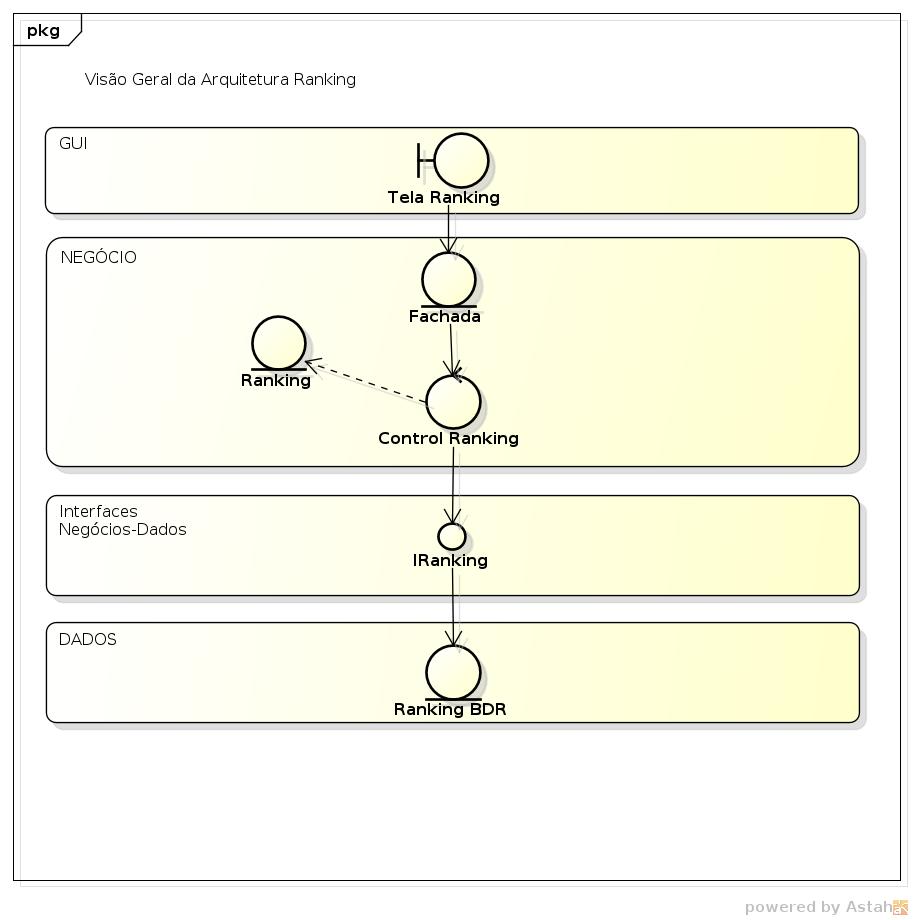 pkg
Visão Geral da Arquitetura Ranking
GUI
Tela Ranking
NEGÓCIO
Fachada
Ranking
Control Ranking
Interfaces
Negócios-Dados
IRanking
DADOS
Ranking BDR
powered by Astah